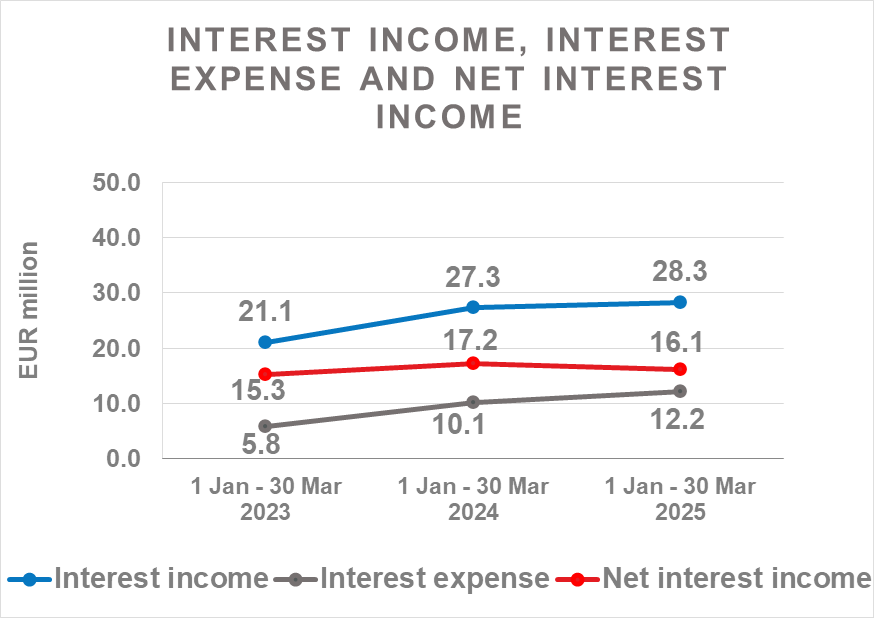 INTEREST INCOME, INTEREST
EXPENSE AND NET INTEREST
INCOME
EUR million
50.0
40.0
30.0
20.0
10.0
0.0
21.1
27.3
28.3
15.3
17.2
16.1
5.8
10.1
12.2
1 Jan - 30 Mar
2023
1 Jan - 30 Mar
2024
1 Jan - 30 Mar
2025
Interest income
Interest expense
Net interest income